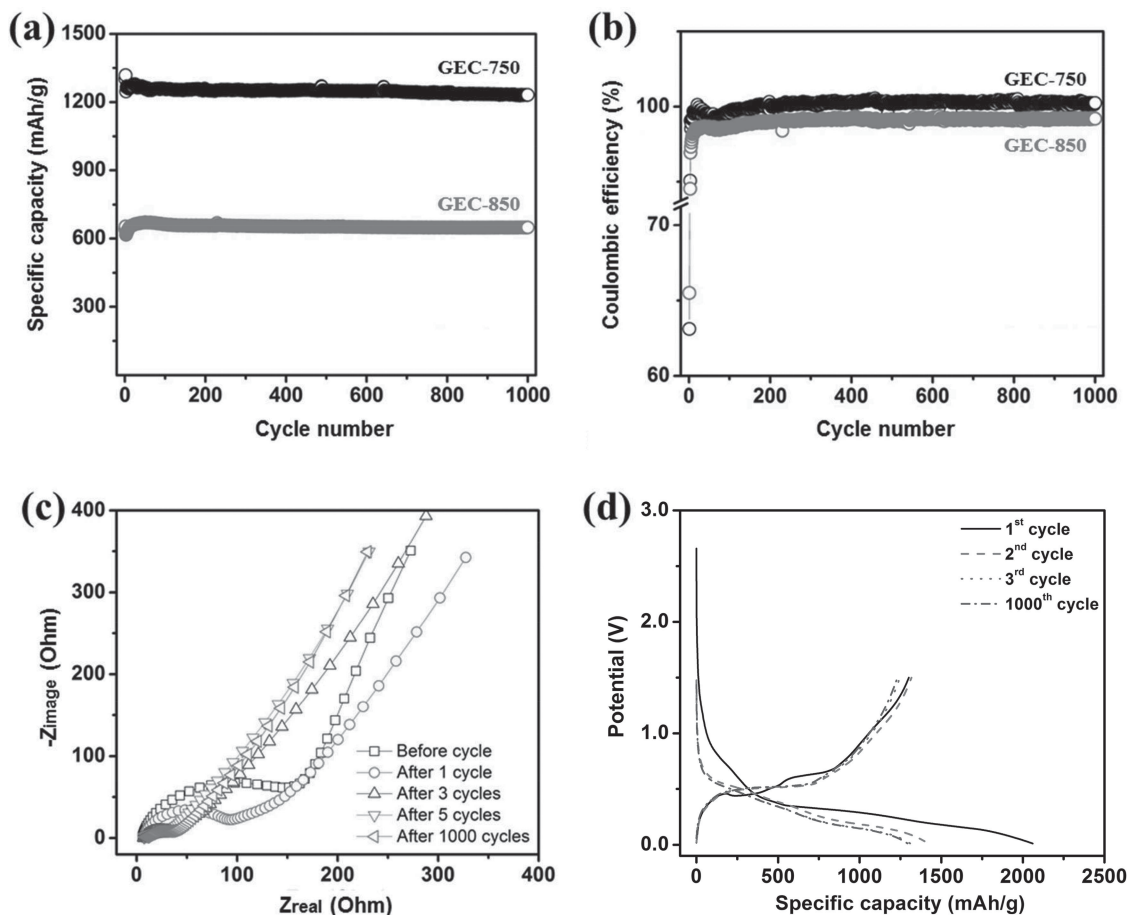 (a)
1500
1200
900
600
300
Specific capacity (mAh/g)
GEC-750
GEC-850
0 200 400 600 800 1000
Cycle number
(b)
100
70
60
Coulombic efficiency (%)
GEC-750
GEC-850
0 200 400 600 800 1000
Cycle number
(c)
400
300
200
100
0
-Zimage (Ohm)
Before cycle
After 1 cycle
After 3 cycles
After 5 cycles
After 1000 cycles
0 100 200 300 400
Zreal (Ohm)
(d)
3.0
2.0
1.0
0.0
Potential (V)
1st cycle
2nd cycle
3rd cycle
1000th cycle
0 500 1000 1500 2000 2500
Specific capacity (mAh/g)